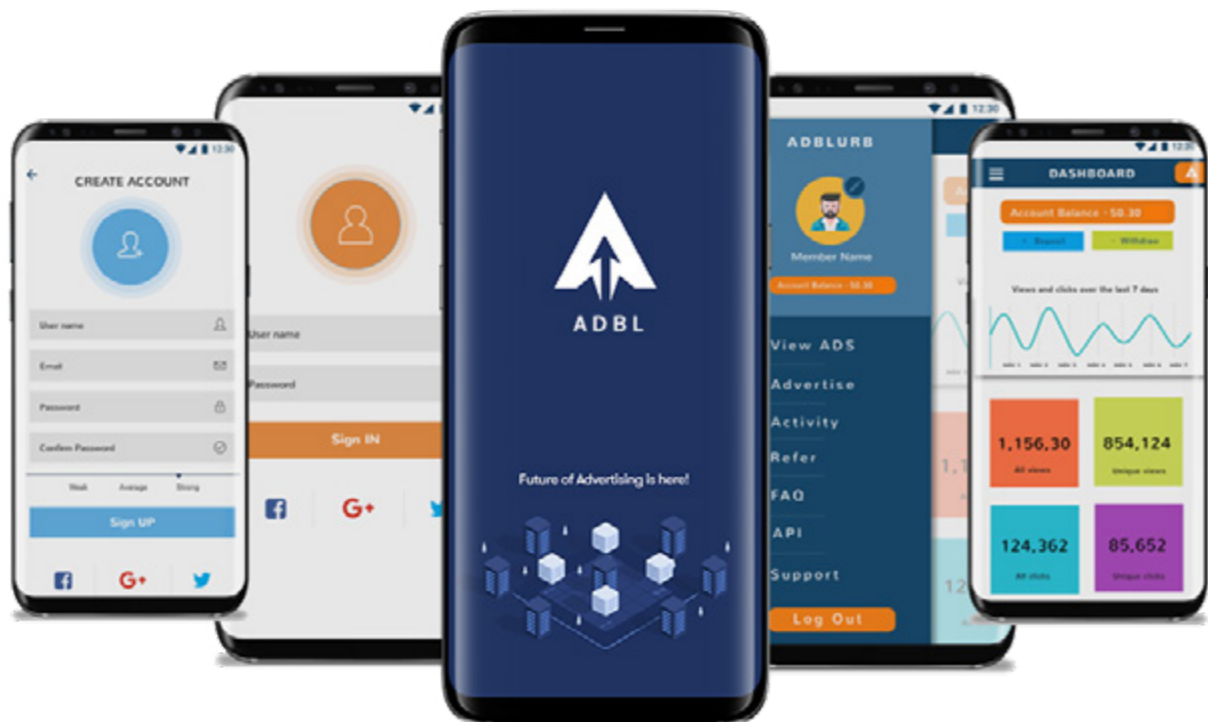 12:30
CREATE ACCOUNT
User name
Email
Password
Confirm Password
Weak Average Strong
Sign UP
G+
User name
Password
Sign IN
G+
ADBL
Future of Advertising is here!
12:30
ADBLURB
Member Name
Account Balance - $0.30
View ADS
Advertise
Activity
Refer
FAQ
API
Support
Log Out
12:30
DASHBOARD
Account Balance - $0.30
+ Deposit
- Withdraw
Views and clicks over the last 7 days
1,156,30
All views
854,124
Unique views
124,362
All clicks
85,652
Unique clicks